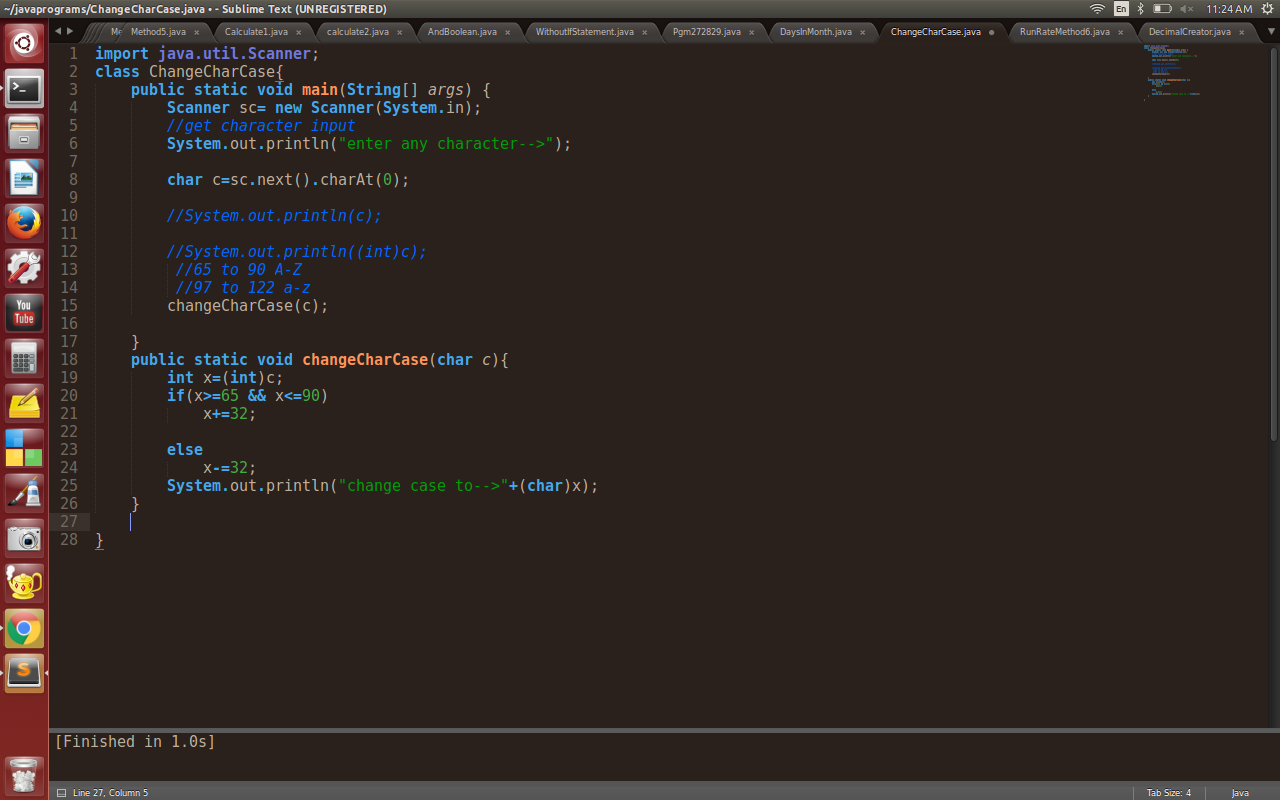 ~/javaprograms/ChangeCharCase.java • - Sublime Text (UNREGISTERED)
En
11:24 AM
Me
Method5.java
Calculate1.java
calculate2.java
AndBoolean.java
WithoutIfStatement.java
Pgm272829.java
DaysInMonth.java
ChangeCharCase.java
RunRateMethod6.java
DecimalCreator.java
You
Tube
1 import java.util.Scanner;
2 class ChangeCharCase{
3 public static void main(String[] args) {
4 Scanner sc= new Scanner(System.in);
5 //get character input
6 System.out.println("enter any character-->");
7
8 char c=sc.next().charAt(0);
9
10 //System.out.println(c);
11
12 //System.out.println((int)c);
13 //65 to 90 A-Z
14 //97 to 122 a-z
15 changeCharCase(c);
16
17 }
18 public static void changeCharCase(char c){
19 int x=(int)c;
20 if(x>=65 && x<=90)
21 x+=32;
22
23 else
24 x-=32;
25 System.out.println("change case to-->"+(char)x);
26 }
27
28 }
[Finished in 1.0s]
Line 27, Column 5
Tab Size: 4
Java